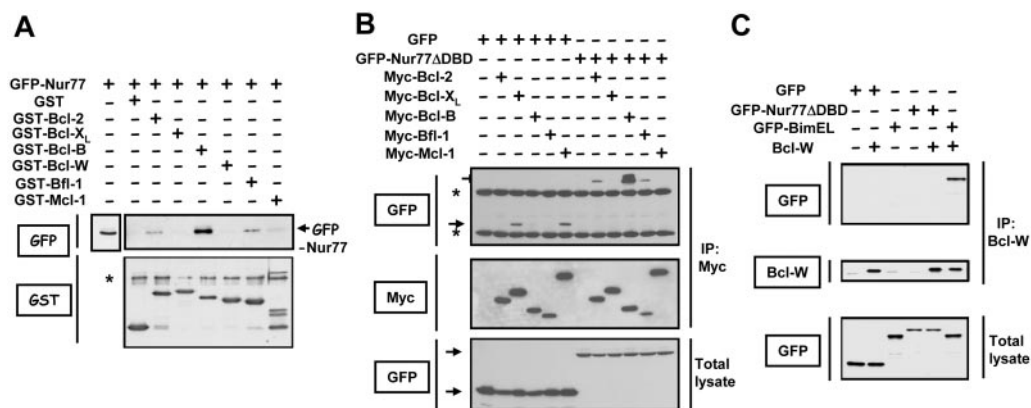 A
GFP-Nur77 + + + + + + + + +
GST - + - - - - - - -
GST-Bcl-2 - - + - - - - - -
GST-Bcl-XL - - - + - - - - -
GST-Bcl-B - - - - + - - - -
GST-Bcl-W - - - - - + - - -
GST-Bfl-1 - - - - - - + - -
GST-Mcl-1 - - - - - - - +
GFP
GFP
-Nur77
GST
*
B
GFP + + + + + + - - - - - -
GFP-Nur77ΔDBD - - - - - - + + + + + +
Myc-Bcl-2 - + - - - - - + - - - -
Myc-Bcl-XL - - + - - - - - + - - -
Myc-Bcl-B - - - + - - - - - + - -
Myc-Bfl-1 - - - - + - - - - - + -
Myc-Mcl-1 - - - - - + - - - - - +
GFP
*
*
Myc
IP:
Myc
GFP
Total
lysate
C
GFP + + - - - -
GFP-Nur77ΔDBD - - - + + -
GFP-BimEL - - + - - +
Bcl-W - + - - + +
GFP
IP:
Bcl-W
Bcl-W
GFP
Total
lysate